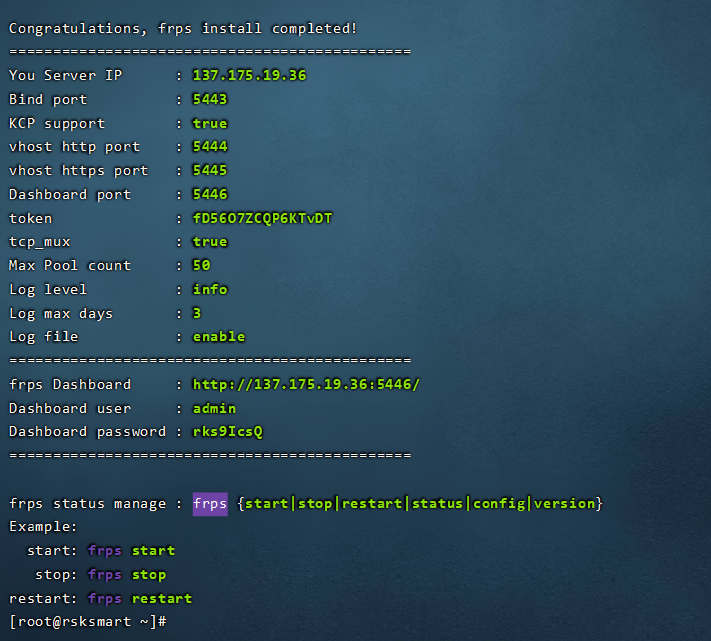 Congratulations, frps install completed!
==============================================
You Server IP      : 137.175.19.36
Bind port          : 5443
KCP support        : true
vhost http port    : 5444
vhost https port   : 5445
Dashboard port     : 5446
token              : fD56O7ZCQP6KTvDT
tcp_mux            : true
Max Pool count     : 50
Log level          : info
Log max days       : 3
Log file           : enable
==============================================
frps Dashboard     : http://137.175.19.36:5446/
Dashboard user     : admin
Dashboard password : rks9IcsQ
==============================================
frps status manage : frps {start|stop|restart|status|config|version}
Example:
  start: frps start
   stop: frps stop
restart: frps restart
[root@rsksmart ~]#